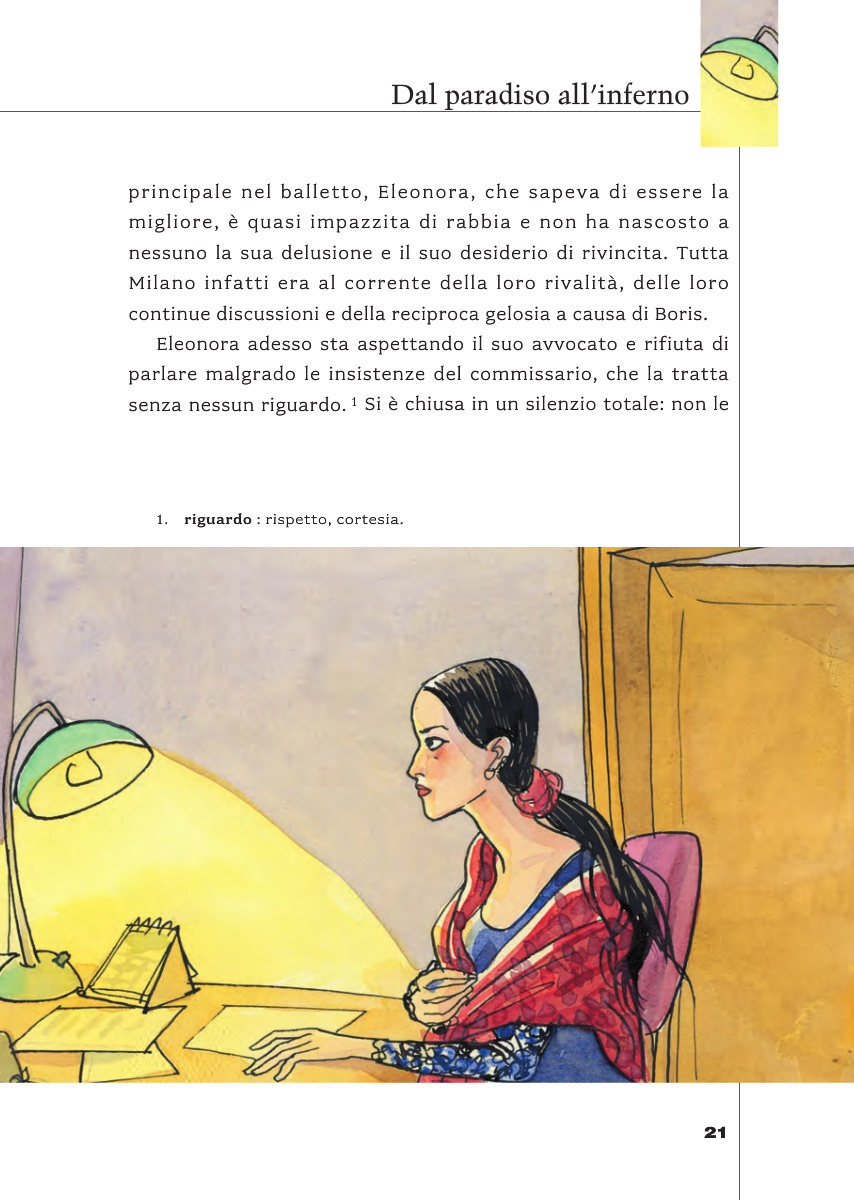 Dal paradiso all'inferno
principale nel balletto, Eleonora, che sapeva di essere la
migliore, è quasi impazzita di rabbia e non ha nascosto a
nessuno la sua delusione e il suo desiderio di rivincita. Tutta
Milano infatti era al corrente della loro rivalità, delle loro
continue discussioni e della reciproca gelosia a causa di Boris.
Eleonora adesso sta aspettando il suo avvocato e rifiuta di
parlare malgrado le insistenze del commissario, che la tratta
senza nessun riguardo. ¹ Si è chiusa in un silenzio totale: non le
1. riguardo : rispetto, cortesia.
21